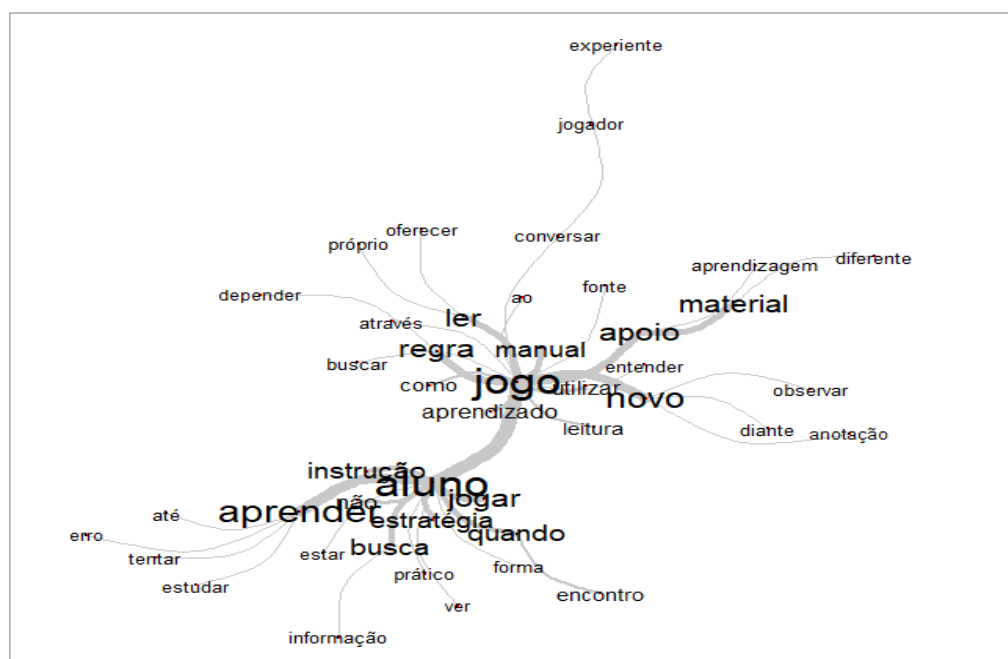 experiente
jogador
oferecer
próprio
conversar
aprendizagem
diferente
depender
ao
fonte
material
através
ler
apoio
buscar
regra
manual
entender
como
jogo
utilizar
novo
observar
aprendizado
leitura
diante
anotação
instrução
aluno
jogar
até
aprender
não
estratégia
quando
erro
tentar
estar
busca
estudar
prático
forma
encontro
ver
informação